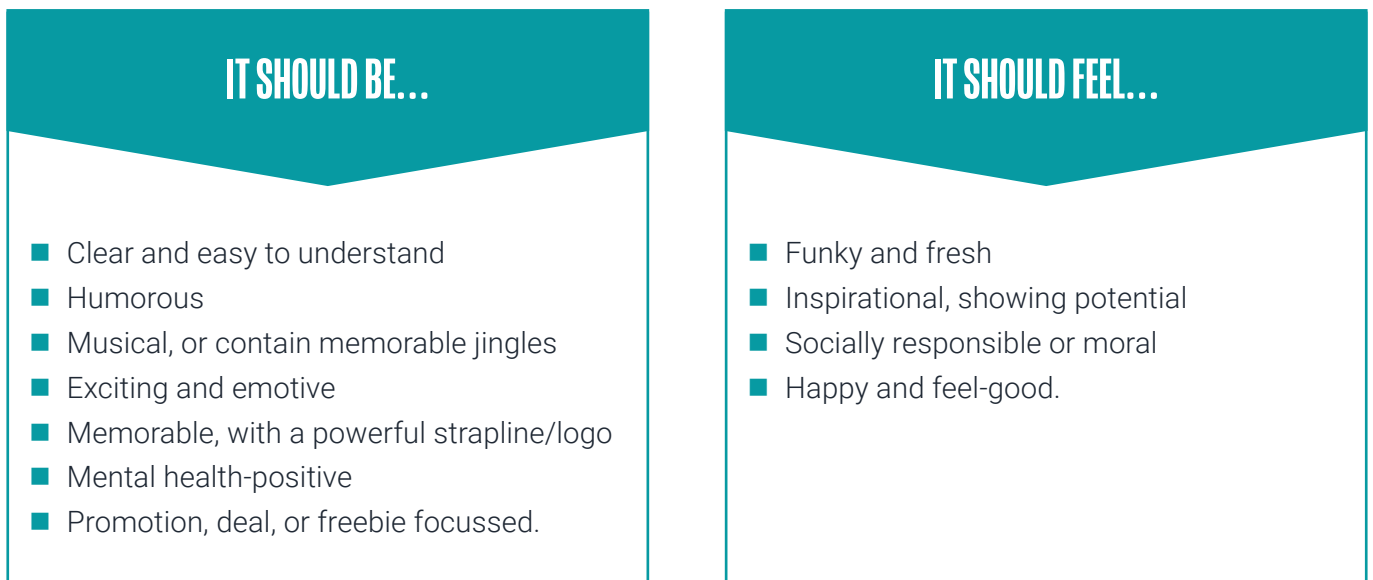 IT SHOULD BE...
Clear and easy to understand
Humorous
Musical, or contain memorable jingles
Exciting and emotive
Memorable, with a powerful strapline/logo
Mental health-positive
Promotion, deal, or freebie focussed.
IT SHOULD FEEL...
Funky and fresh
Inspirational, showing potential
Socially responsible or moral
Happy and feel-good.